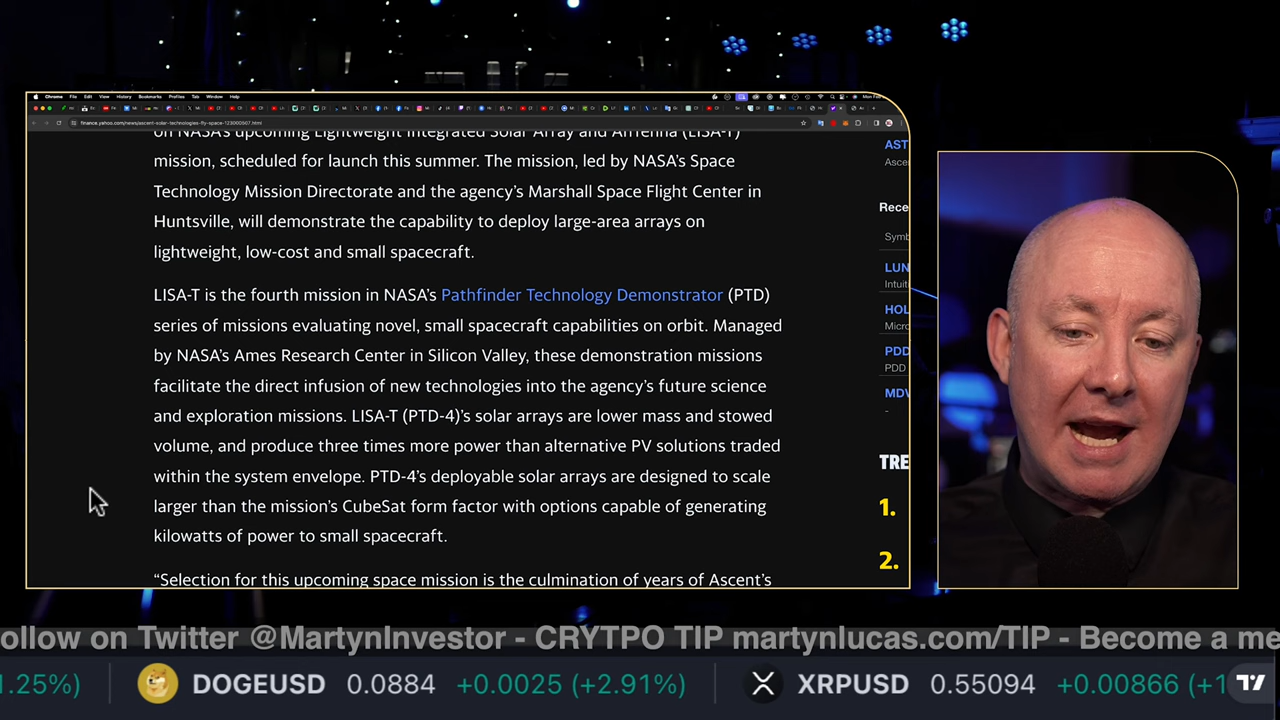 Chrome File Edit View History Bookmarks Profiles Tab Window Help
finance.yahoo.com/news/ascent-solar-technologies-fly-space-123000507.html
on NASA's upcoming Lightweight Integrated Solar Array and AnTenna (LISA-T)
mission, scheduled for launch this summer. The mission, led by NASA's Space
Technology Mission Directorate and the agency's Marshall Space Flight Center in
Huntsville, will demonstrate the capability to deploy large-area arrays on
lightweight, low-cost and small spacecraft.
LISA-T is the fourth mission in NASA's Pathfinder Technology Demonstrator (PTD)
series of missions evaluating novel, small spacecraft capabilities on orbit. Managed
by NASA's Ames Research Center in Silicon Valley, these demonstration missions
facilitate the direct infusion of new technologies into the agency's future science
and exploration missions. LISA-T (PTD-4)'s solar arrays are lower mass and stowed
volume, and produce three times more power than alternative PV solutions traded
within the system envelope. PTD-4's deployable solar arrays are designed to scale
larger than the mission's CubeSat form factor with options capable of generating
kilowatts of power to small spacecraft.
“Selection for this upcoming space mission is the culmination of years of Ascent's
AST
Ascen
Rece
Symb
LUN
Intuit
HOL
Micro
PDD
PDD
MDV
-
TRE
1.
2.
ollow on Twitter @MartynInvestor - CRYTPO TIP martynlucas.com/TIP - Become a me
1.25%) DOGEUSD 0.0884 +0.0025 (+2.91%) XRPUSD 0.55094 +0.00866 (+1